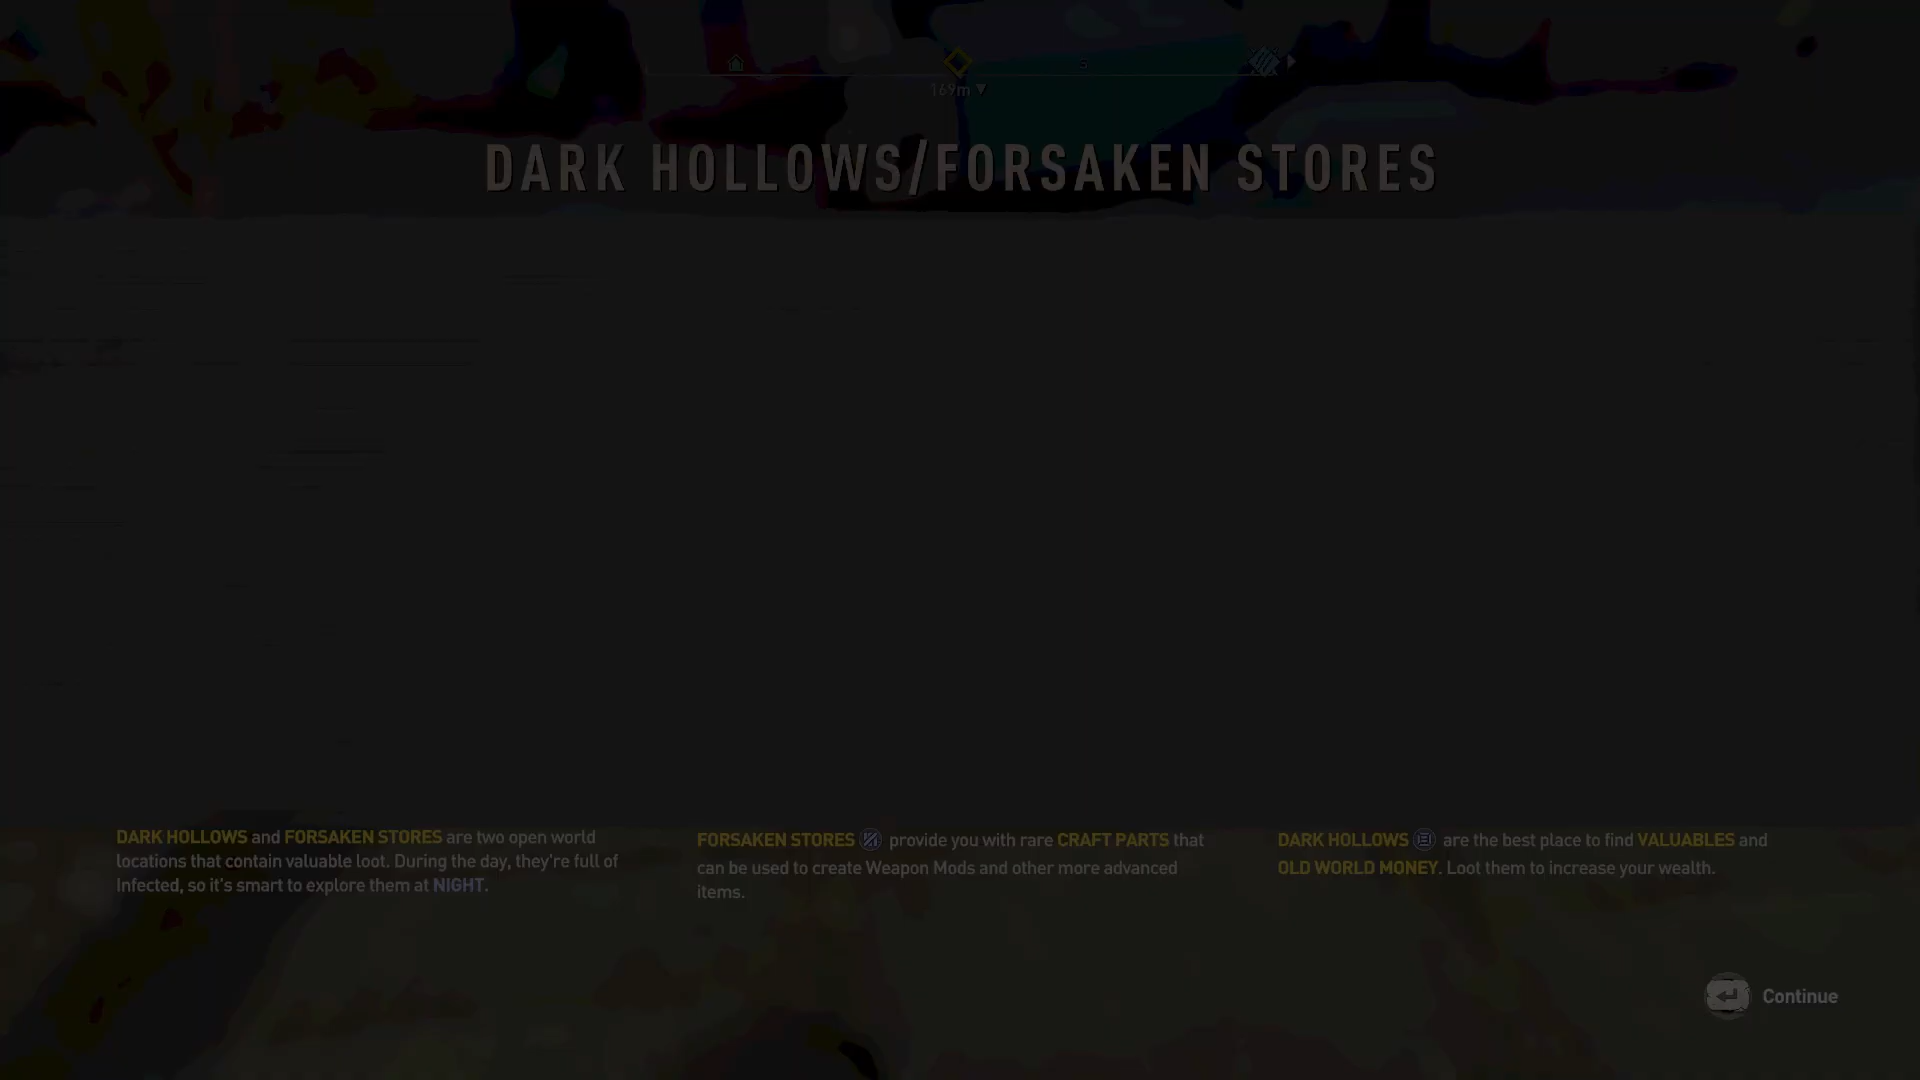 S
169m
DARK HOLLOWS/FORSAKEN STORES
DARK HOLLOWS and FORSAKEN STORES are two open world
locations that contain valuable loot. During the day, they're full of
Infected, so it's smart to explore them at NIGHT.
FORSAKEN STORES provide you with rare CRAFT PARTS that
can be used to create Weapon Mods and other more advanced
items.
DARK HOLLOWS are the best place to find VALUABLES and
OLD WORLD MONEY. Loot them to increase your wealth.
Continue